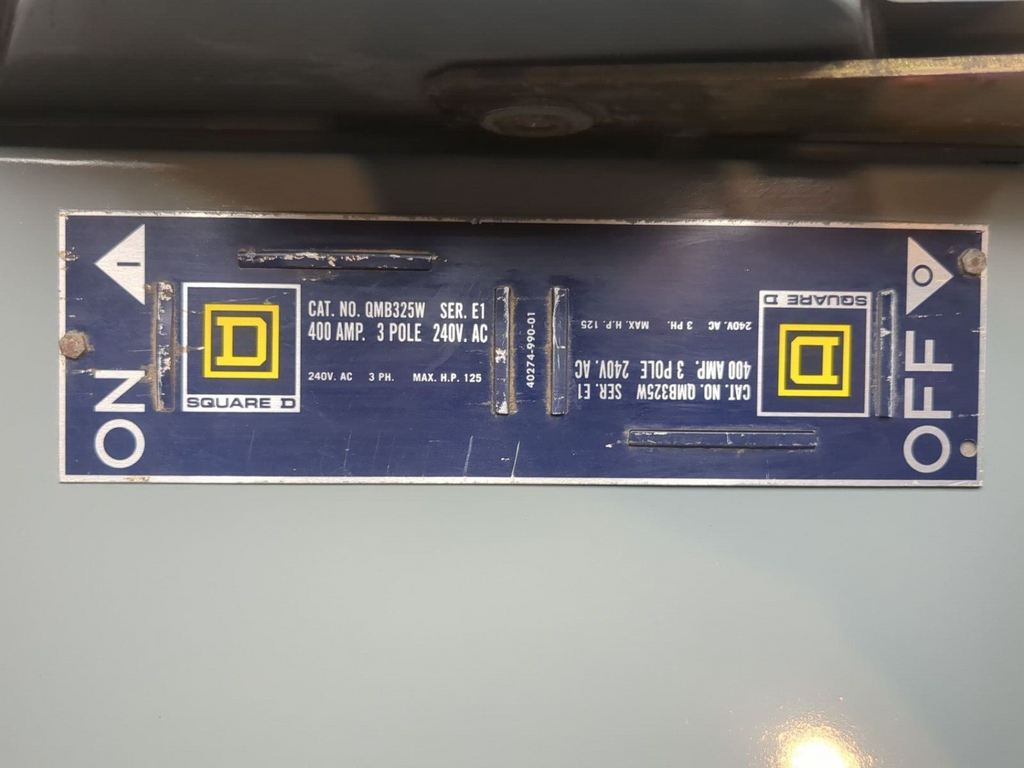 I
ON
D
SQUARE D
CAT. NO. QMB325W SER. E1
400 AMP. 3 POLE 240V. AC
240V. AC 3 PH. MAX. H.P. 125
40274-990-01
CAT. NO. QMB325W SER. E1
400 AMP. 3 POLE 240V. AC
240V. AC 3 PH. MAX. H.P. 125
D
SQUARE D
O
OFF